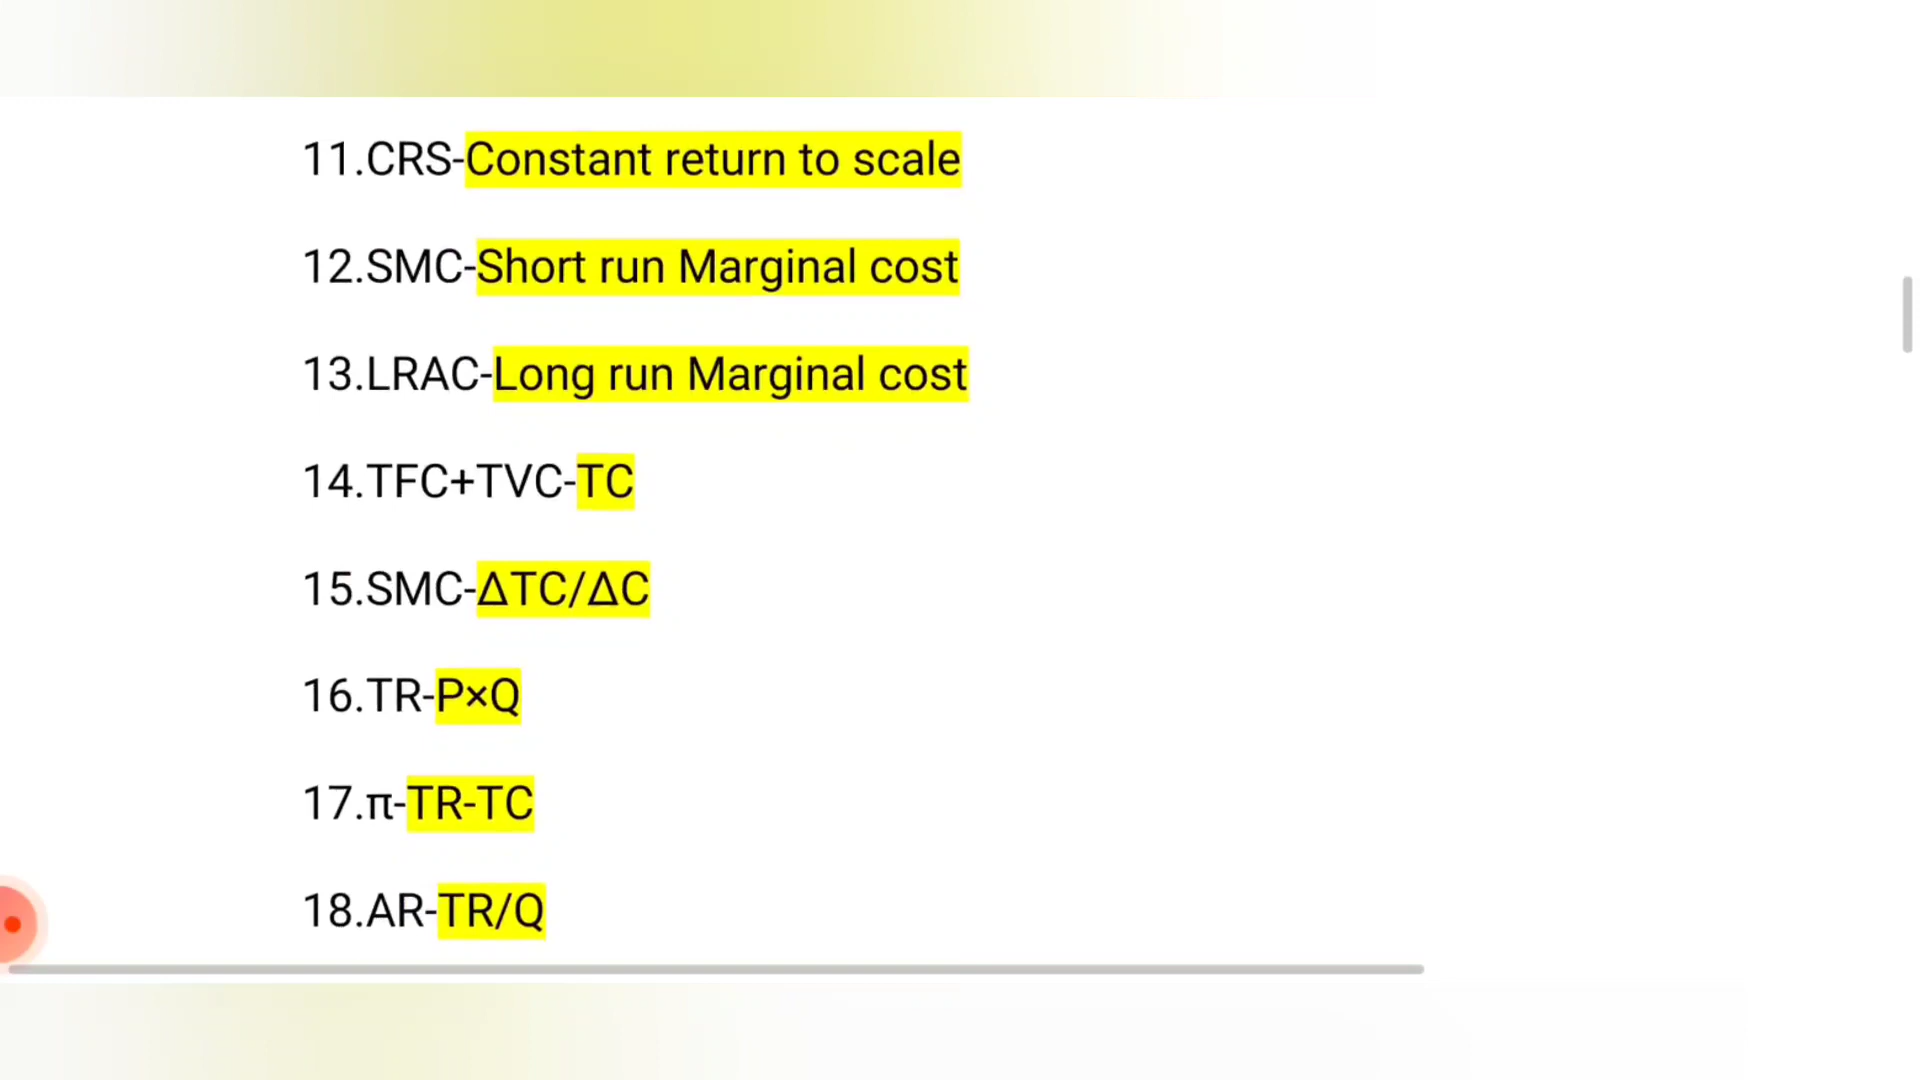 11.CRS-Constant return to scale
12.SMC-Short run Marginal cost
13.LRAC-Long run Marginal cost
14.TFC+TVC-TC
15.SMC-ΔTC/ΔC
16.TR-P×Q
17.π-TR-TC
18.AR-TR/Q